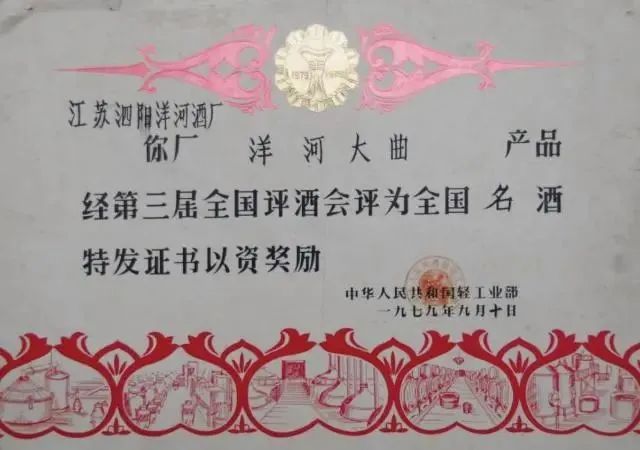 1979
江苏泗阳洋河酒厂
你厂 洋河大曲 产品
经第三届全国评酒会评为全国名酒
特发证书以资奖励
中华人民共和国轻工业部
一九七九年九月十日